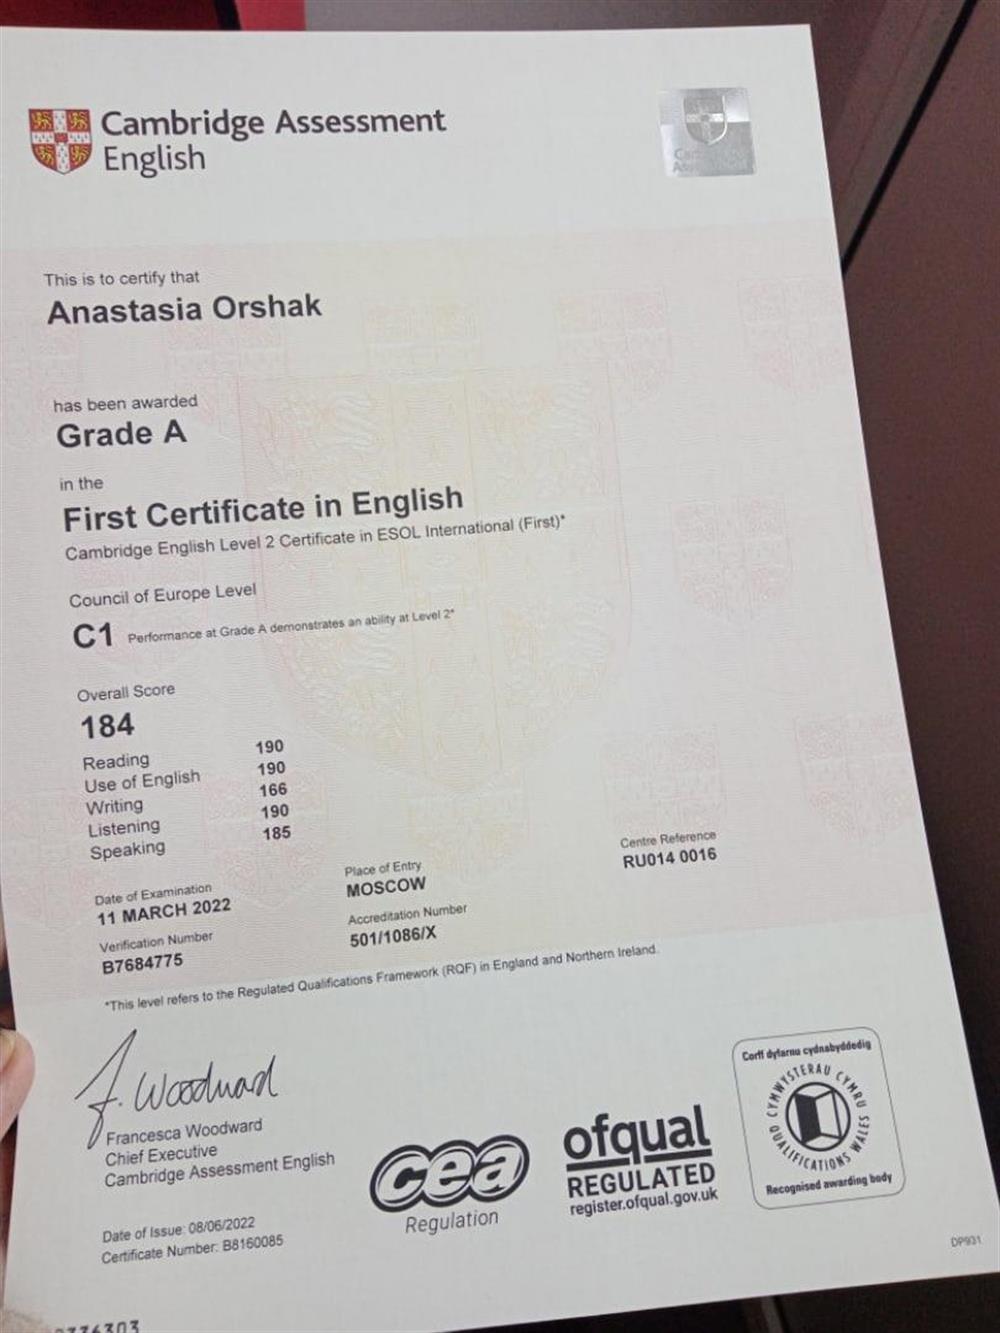 Cambridge Assessment
English
This is to certify that
Anastasia Orshak
has been awarded
Grade A
in the
First Certificate in English
Cambridge English Level 2 Certificate in ESOL International (First)*
Council of Europe Level
C1 Performance at Grade A demonstrates an ability at Level 2*
Overall Score
184
Reading 190
Use of English 190
Writing 166
Listening 190
Speaking 185
Date of Examination
11 MARCH 2022
Place of Entry
MOSCOW
Centre Reference
RU014 0016
Verification Number
B7684775
Accreditation Number
501/1086/X
*This level refers to the Regulated Qualifications Framework (RQF) in England and Northern Ireland.
F. Woodward
Francesca Woodward
Chief Executive
Cambridge Assessment English
Date of Issue: 08/06/2022
Certificate Number: B8160085
cea
Regulation
ofqual
REGULATED
register.ofqual.gov.uk
Corff dyfarnu cydnabyddedig
CYMWYSTERAU CYMRU
QUALIFICATIONS WALES
Recognised awarding body
DP931